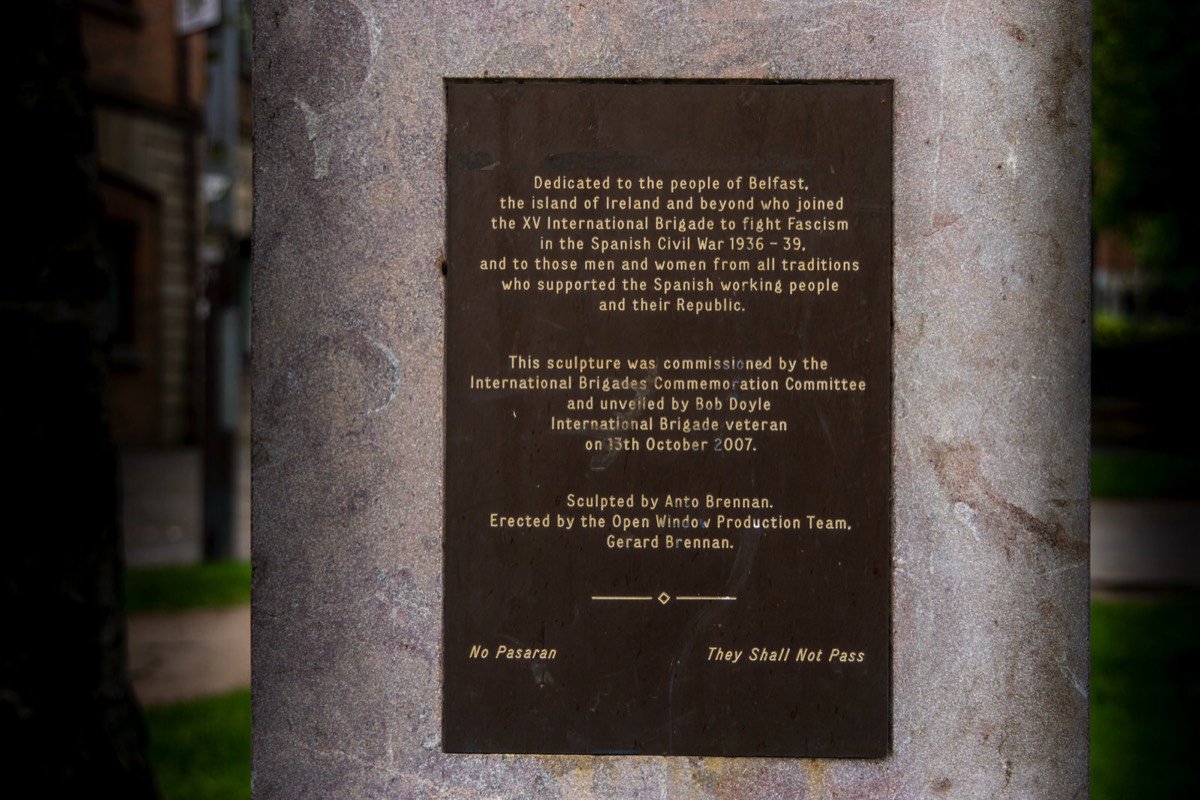 Dedicated to the people of Belfast,
the island of Ireland and beyond who joined
the XV International Brigade to fight Fascism
in the Spanish Civil War 1936 – 39,
and to those men and women from all traditions
who supported the Spanish working people
and their Republic.
This sculpture was commissioned by the
International Brigades Commemoration Committee
and unveiled by Bob Doyle
International Brigade veteran
on 13th October 2007.
Sculpted by Anto Brennan.
Erected by the Open Window Production Team,
Gerard Brennan.
No Pasaran They Shall Not Pass